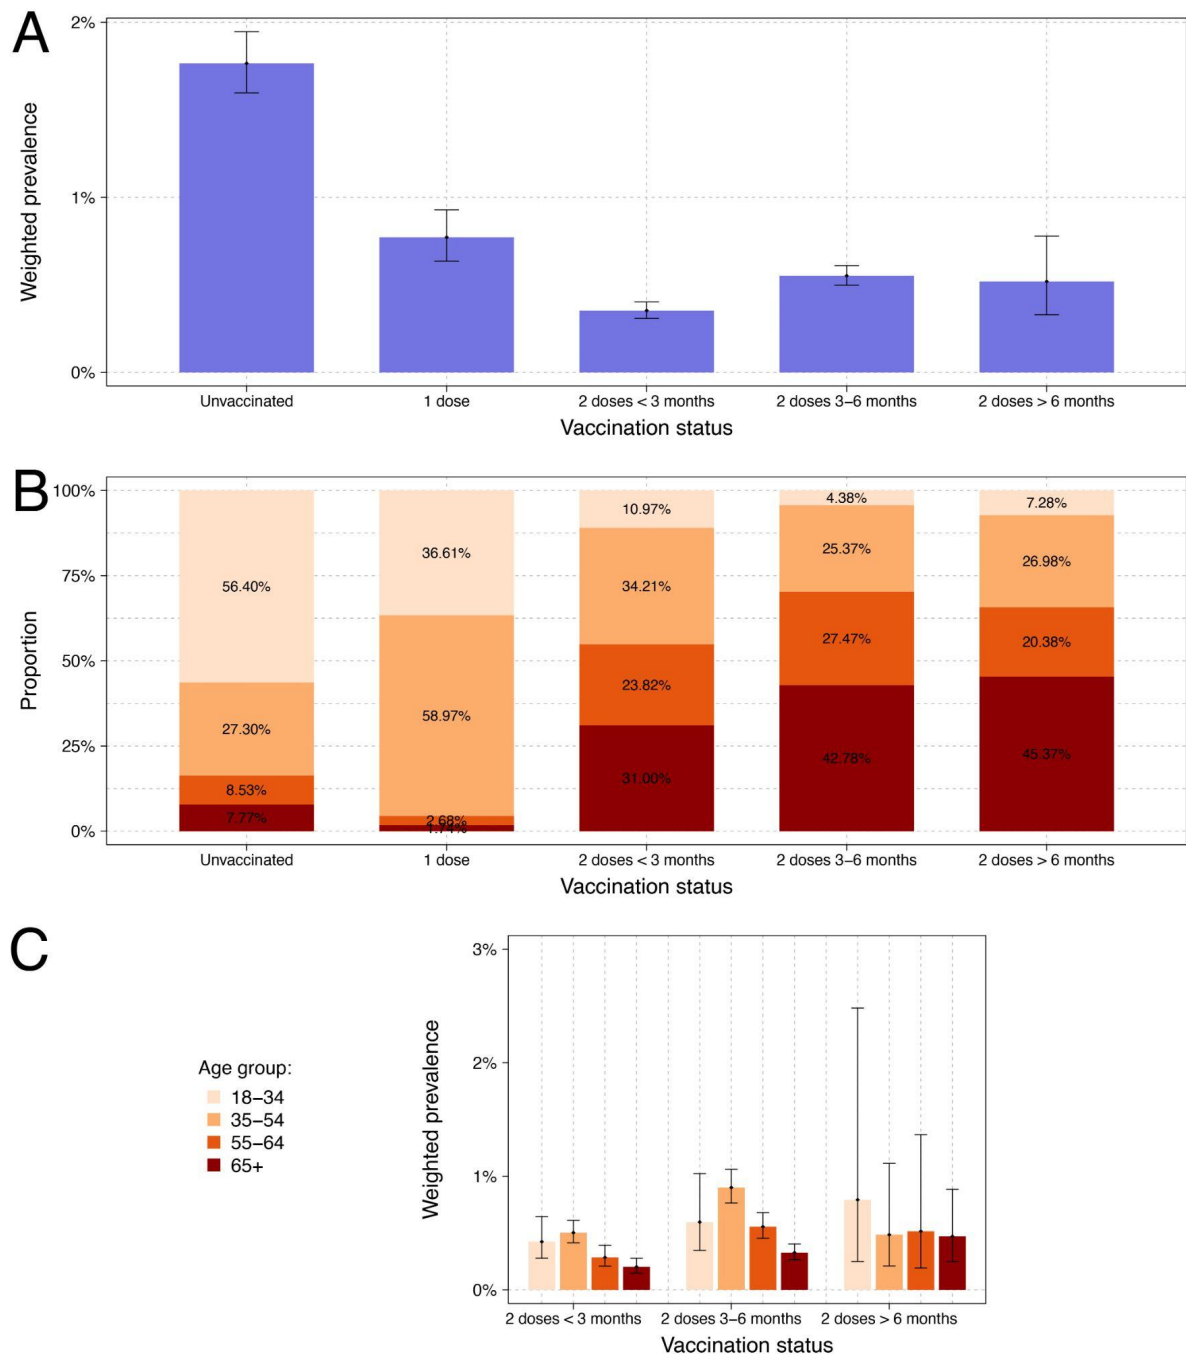 A
2%
1%
0%
Weighted prevalence
Unvaccinated 1 dose 2 doses < 3 months 2 doses 3–6 months 2 doses > 6 months
Vaccination status
B
100%
75%
50%
25%
0%
Proportion
56.40% 27.30% 8.53% 7.77%
36.61% 58.97% 2.68% 1.74%
10.97% 34.21% 23.82% 31.00%
4.38% 25.37% 27.47% 42.78%
7.28% 26.98% 20.38% 45.37%
Unvaccinated 1 dose 2 doses < 3 months 2 doses 3–6 months 2 doses > 6 months
Vaccination status
C
Age group:
18–34
35–54
55–64
65+
3%
2%
1%
0%
Weighted prevalence
2 doses < 3 months 2 doses 3–6 months 2 doses > 6 months
Vaccination status